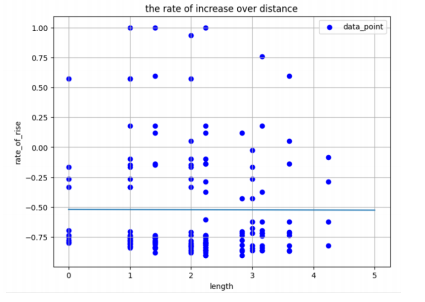 the rate of increase over distance
data_point
1.00
0.75
0.50
0.25
0.00
−0.25
−0.50
−0.75
rate_of_rise
0 1 2 3 4 5
length